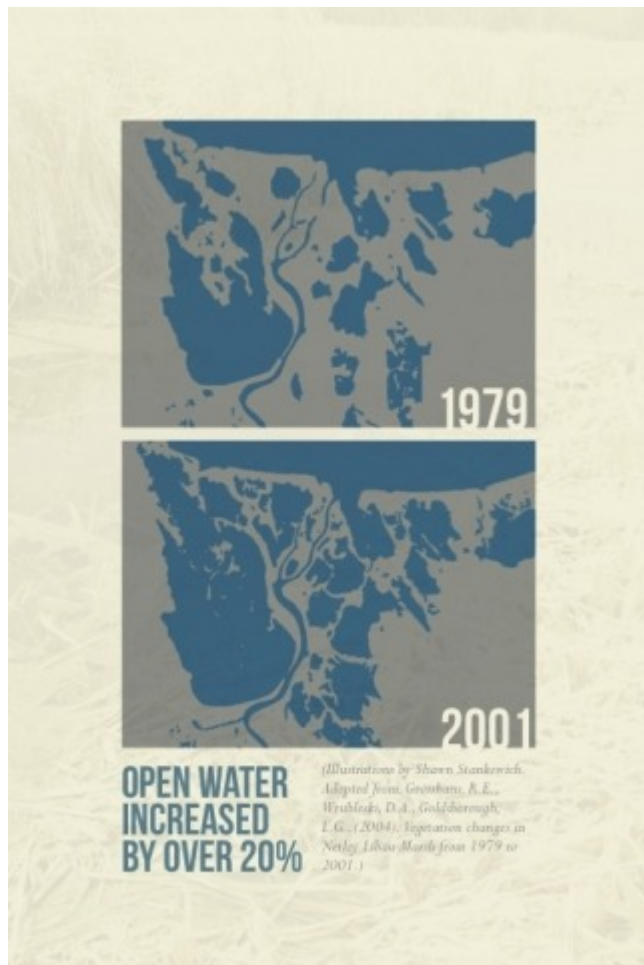 1979
2001
OPEN WATER
INCREASED
BY OVER 20%
(Illustrations by Shawn Stankewich.
Adapted from, Grosshans, R.E.,
Wrubleski, D.A., Goldsborough,
L.G., (2004). Vegetation changes in
Netley Libau Marsh from 1979 to
2001.)